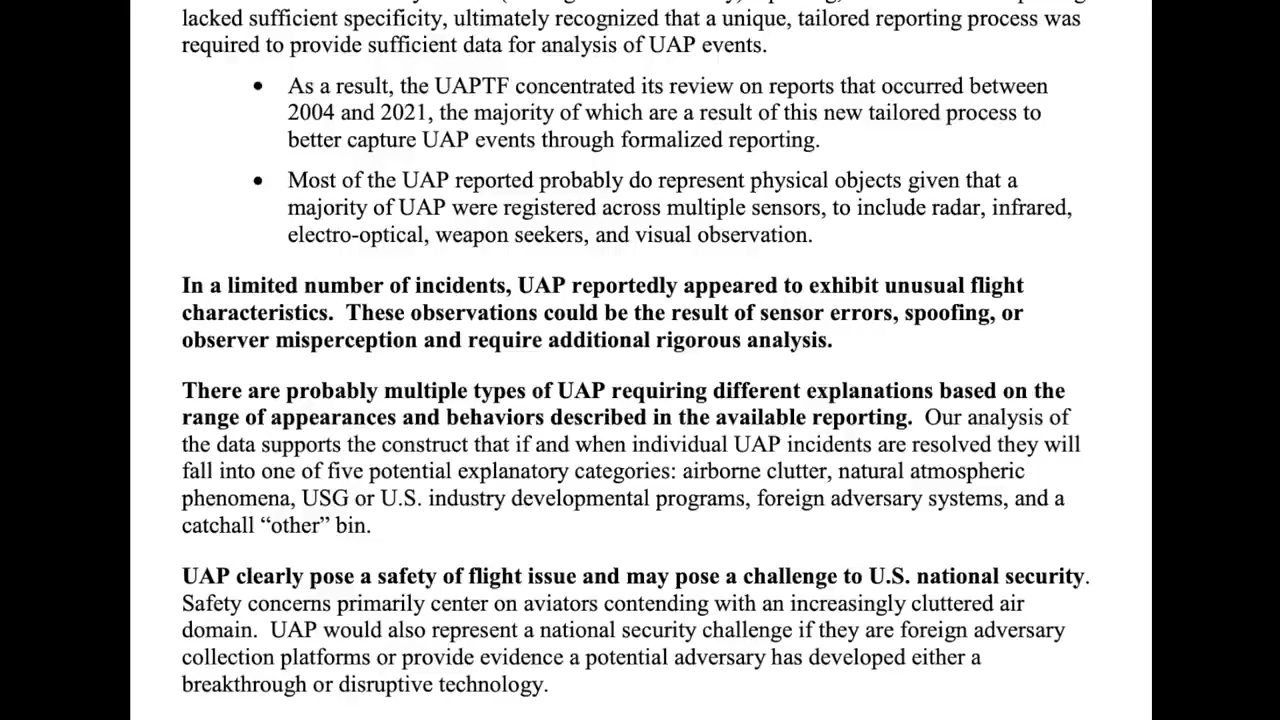 lacked sufficient specificity, ultimately recognized that a unique, tailored reporting process was
required to provide sufficient data for analysis of UAP events.
• As a result, the UAPTF concentrated its review on reports that occurred between
2004 and 2021, the majority of which are a result of this new tailored process to
better capture UAP events through formalized reporting.
• Most of the UAP reported probably do represent physical objects given that a
majority of UAP were registered across multiple sensors, to include radar, infrared,
electro-optical, weapon seekers, and visual observation.
In a limited number of incidents, UAP reportedly appeared to exhibit unusual flight
characteristics.  These observations could be the result of sensor errors, spoofing, or
observer misperception and require additional rigorous analysis.
There are probably multiple types of UAP requiring different explanations based on the
range of appearances and behaviors described in the available reporting.  Our analysis of
the data supports the construct that if and when individual UAP incidents are resolved they will
fall into one of five potential explanatory categories: airborne clutter, natural atmospheric
phenomena, USG or U.S. industry developmental programs, foreign adversary systems, and a
catchall “other” bin.
UAP clearly pose a safety of flight issue and may pose a challenge to U.S. national security.
Safety concerns primarily center on aviators contending with an increasingly cluttered air
domain.  UAP would also represent a national security challenge if they are foreign adversary
collection platforms or provide evidence a potential adversary has developed either a
breakthrough or disruptive technology.